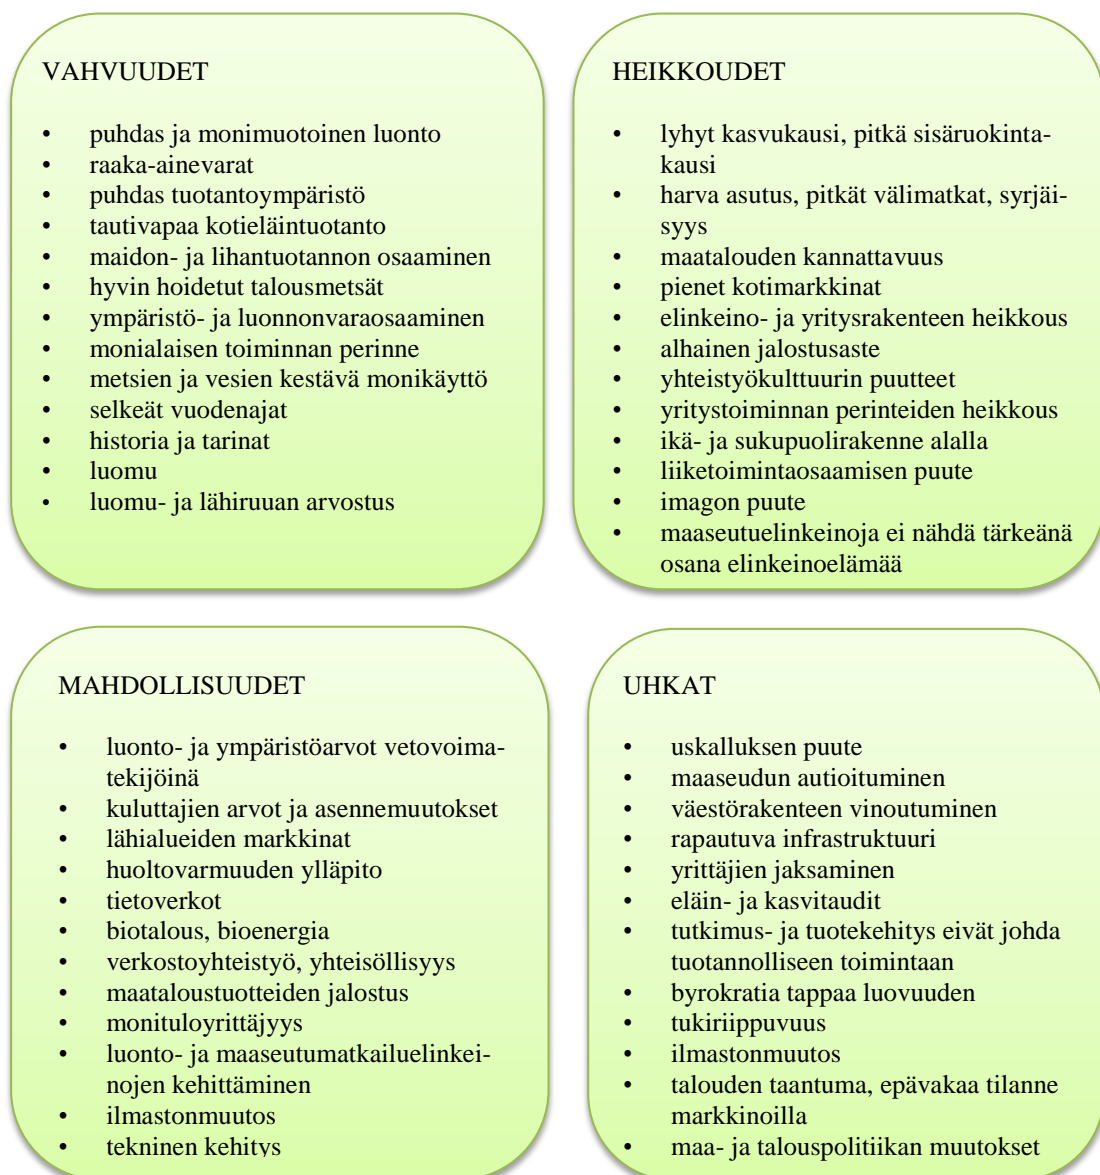 VAHVUUDET
• puhdas ja monimuotoinen luonto
• raaka-ainevarat
• puhdas tuotantoympäristö
• tautivapaa kotieläintuotanto
• maidon- ja lihantuotannon osaaminen
• hyvin hoidetut talousmetsät
• ympäristö- ja luonnonvaraosaaminen
• monialaisen toiminnan perinne
• metsien ja vesien kestävä monikäyttö
• selkeät vuodenajat
• historia ja tarinat
• luomu
• luomu- ja lähiruuan arvostus
HEIKKOUDET
• lyhyt kasvukausi, pitkä sisäruokinta-
kausi
• harva asutus, pitkät välimatkat, syrjäi-
syys
• maatalouden kannattavuus
• pienet kotimarkkinat
• elinkeino- ja yritysrakenteen heikkous
• alhainen jalostusaste
• yhteistyökulttuurin puutteet
• yritystoiminnan perinteiden heikkous
• ikä- ja sukupuolirakenne alalla
• liiketoimintaosaamisen puute
• imagon puute
• maaseutuelinkeinoja ei nähdä tärkeänä
osana elinkeinoelämää
MAHDOLLISUUDET
• luonto- ja ympäristöarvot vetovoima-
tekijöinä
• kuluttajien arvot ja asennemuutokset
• lähialueiden markkinat
• huoltovarmuuden ylläpito
• tietoverkot
• biotalous, bioenergia
• verkostoyhteistyö, yhteisöllisyys
• maataloustuotteiden jalostus
• monituloyrittäjyys
• luonto- ja maaseutumatkailuelinkei-
nojen kehittäminen
• ilmastonmuutos
• tekninen kehitys
UHKAT
• uskalluksen puute
• maaseudun autioituminen
• väestörakenteen vinoutuminen
• rapautuva infrastruktuuri
• yrittäjien jaksaminen
• eläin- ja kasvitaudit
• tutkimus- ja tuotekehitys eivät johda
tuotannolliseen toimintaan
• byrokratia tappaa luovuuden
• tukiriippuvuus
• ilmastonmuutos
• talouden taantuma, epävakaa tilanne
markkinoilla
• maa- ja talouspolitiikan muutokset